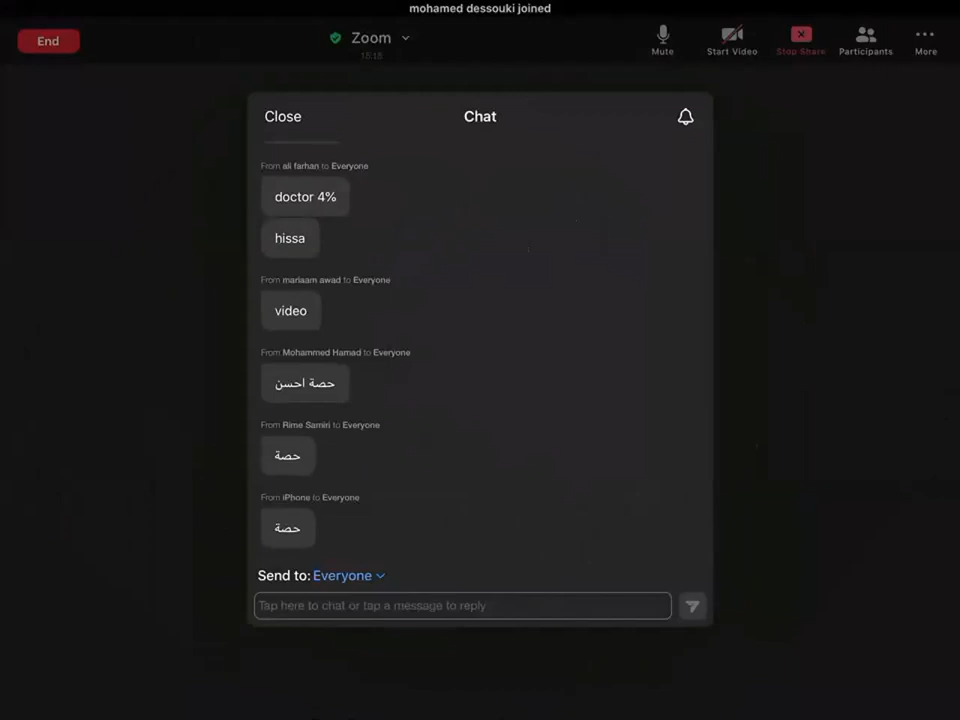 mohamed dessouki joined
End
Zoom
15:15
Mute
Start Video
Stop Share
Participants
More
Close
Chat
From ali farhan to Everyone
doctor 4%
hissa
From mariaam awad to Everyone
video
From Mohammed Hamad to Everyone
حصة احسن
From Rime Samiri to Everyone
حصة
From iPhone to Everyone
حصة
Send to: Everyone
Tap here to chat or tap a message to reply